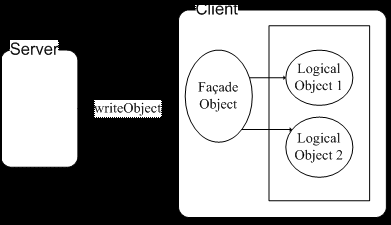 Client
Server
Logical
Object 1
Façade
Object
writeObject
Logical
Object 2